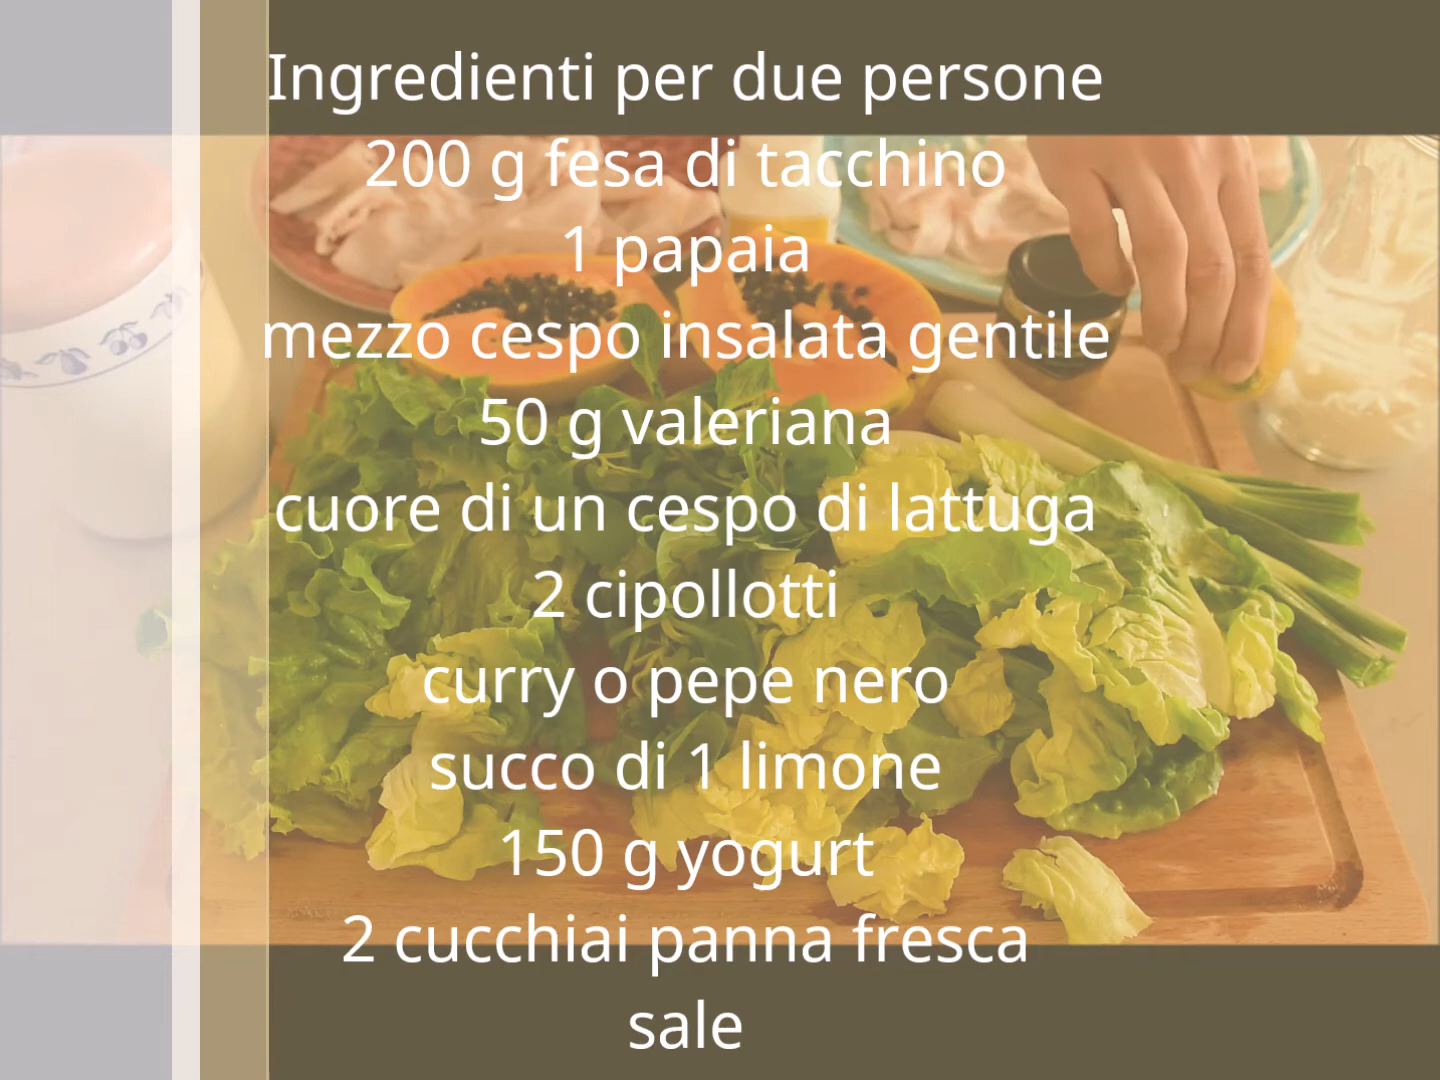 Ingredienti per due persone
200 g fesa di tacchino
1 papaia
mezzo cespo insalata gentile
50 g valeriana
cuore di un cespo di lattuga
2 cipollotti
curry o pepe nero
succo di 1 limone
150 g yogurt
2 cucchiai panna fresca
sale